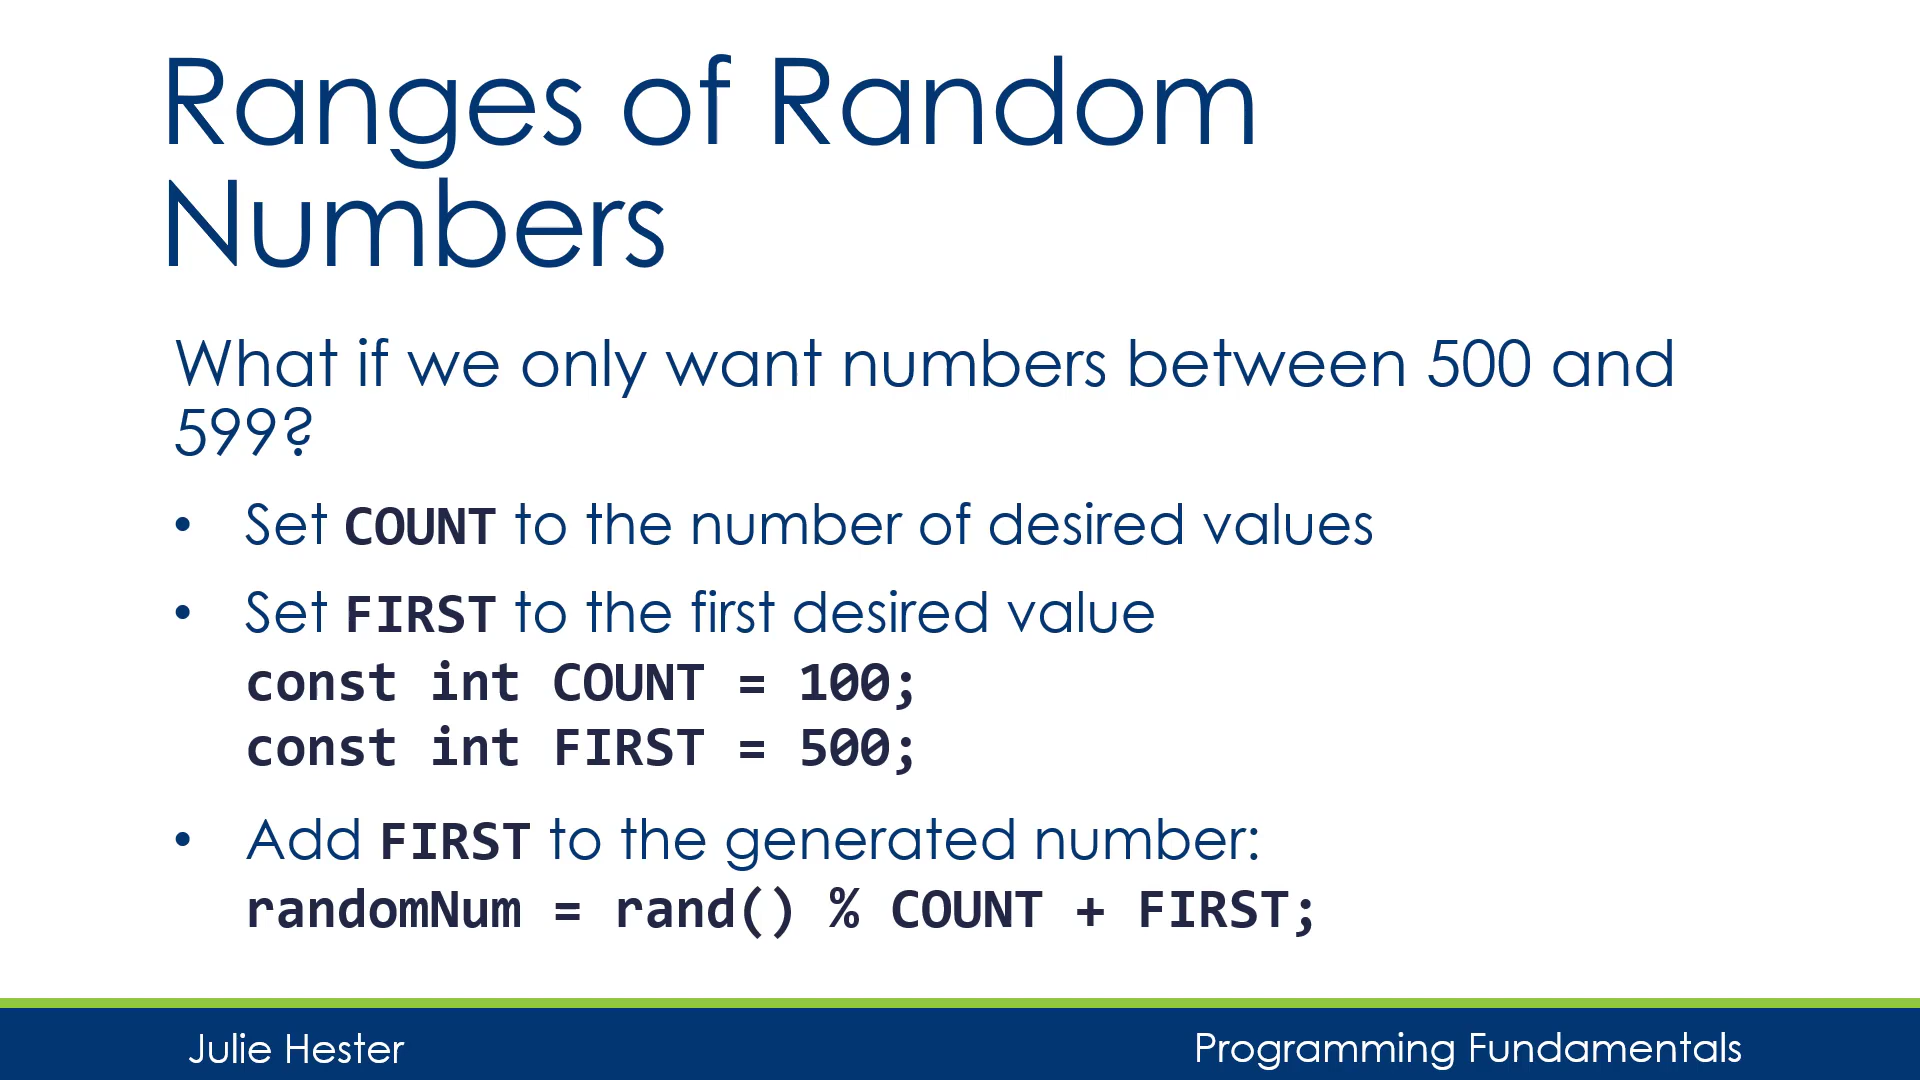 Ranges of Random
Numbers
What if we only want numbers between 500 and
599?
• Set COUNT to the number of desired values
• Set FIRST to the first desired value
const int COUNT = 100;
const int FIRST = 500;
• Add FIRST to the generated number:
randomNum = rand() % COUNT + FIRST;
Julie Hester
Programming Fundamentals